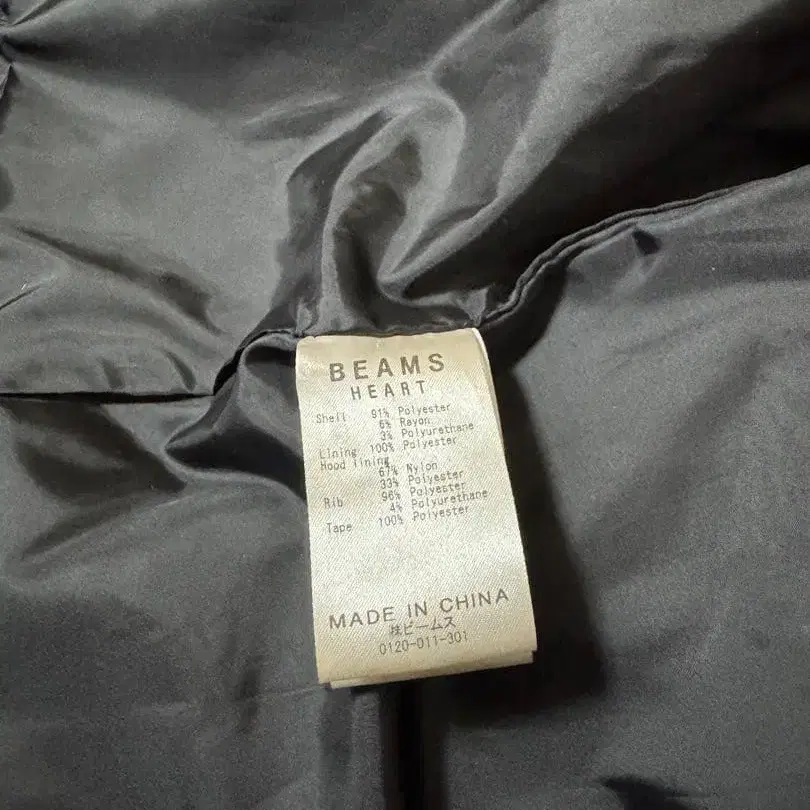 BEAMS
HEART
Shell 91% Polyester
6% Rayon
3% Polyurethane
Lining 100% Polyester
Hood lining
67% Nylon
33% Polyester
Rib 96% Polyester
4% Polyurethane
Tape 100% Polyester
MADE IN CHINA
㈱ビームス
0120-011-301